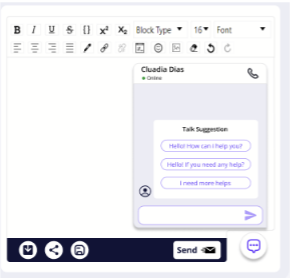 B I U S {} x² X₂ Block Type 16 Font
Cluadia Dias
Online
Talk Suggestion
Hello! How can i help you?
Hello! If you need any help?
I need more helps
Send